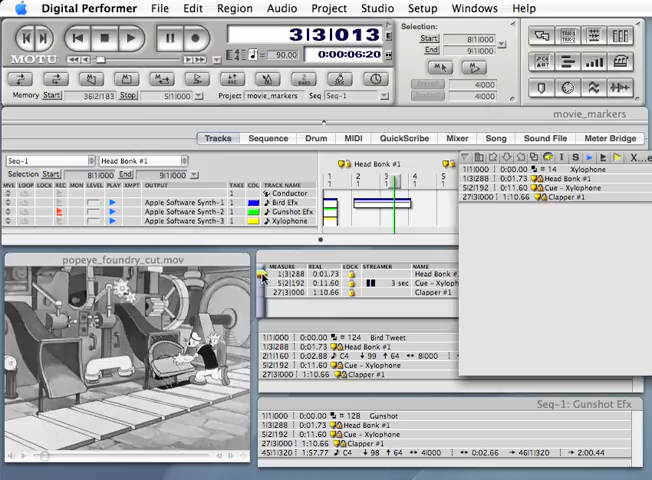 Digital Performer File Edit Region Audio Project Studio Setup Windows Help
3|3|013
90.00
0:00:06:20
MOTU
Selection:
Start 8|1|000
End 9|1|000
4|000
4|000
Memory Start 36|2|183 Stop 5|1|000 Project movie_markers Seq Seq-1
movie_markers
Tracks Sequence Drum MIDI QuickScribe Mixer Song Sound File Meter Bridge
Seq-1 Head Bonk #1
Selection Start 8|1|000 End 9|1|000
Head Bonk #1
1 2 3 4 5
1 2 3 4 5
MVE LOOP LOCK REC MON LEVEL PLAY XMPT OUTPUT TAKE COL TRACK NAME
Conductor
Apple Software Synth-1 1 Bird Efx
Apple Software Synth-2 1 Gunshot Efx
Apple Software Synth-3 1 Xylophone
X...e
1|1|000 0:00.00 14 Xylophone
1|3|288 0:01.73 Head Bonk #1
5|2|192 0:11.60 Cue - Xylophone
27|3|000 1:10.66 Clapper #1
popeye_foundry_cut.mov
MEASURE REAL LOCK STREAMER NAME
1|3|288 0:01.73 Head Bonk #1
5|2|192 0:11.60 3 sec Cue - Xyloph
27|3|000 1:10.66 Clapper #1
1|1|000 0:00.00 124 Bird Tweet
1|3|288 0:01.73 Head Bonk #1
2|1|160 0:02.88 C4 99 64 8|000
5|2|192 0:11.60 Cue - Xylophone
27|3|000 1:10.66 Clapper #1
Seq-1: Gunshot Efx
1|1|000 0:00.00 128 Gunshot
1|3|288 0:01.73 Head Bonk #1
5|2|192 0:11.60 Cue - Xylophone
27|3|000 1:10.66 Clapper #1
45|1|320 1:57.77 C4 98 64 4|000 0:02.66 46|1|320 2:00.44